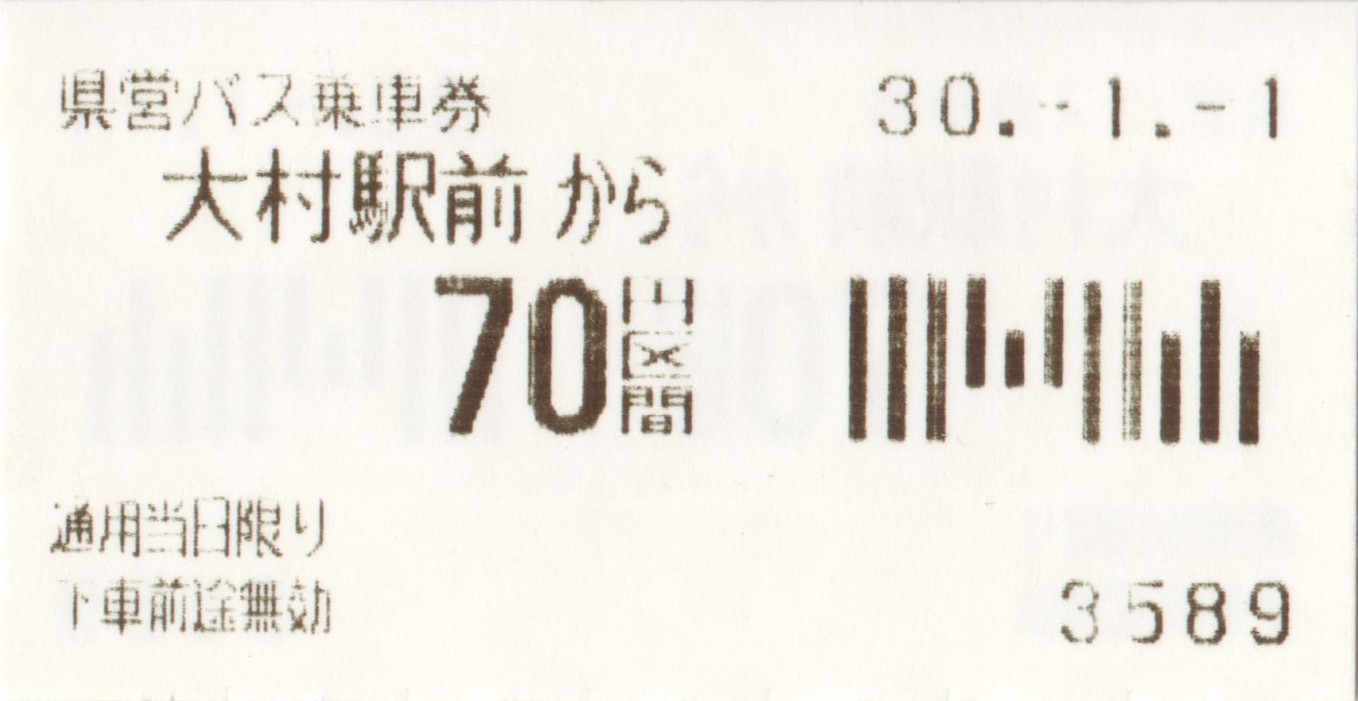 県営バス乗車券 30.-1.-1
大村駅前から
70円区間
通用当日限り
下車前途無効
3589